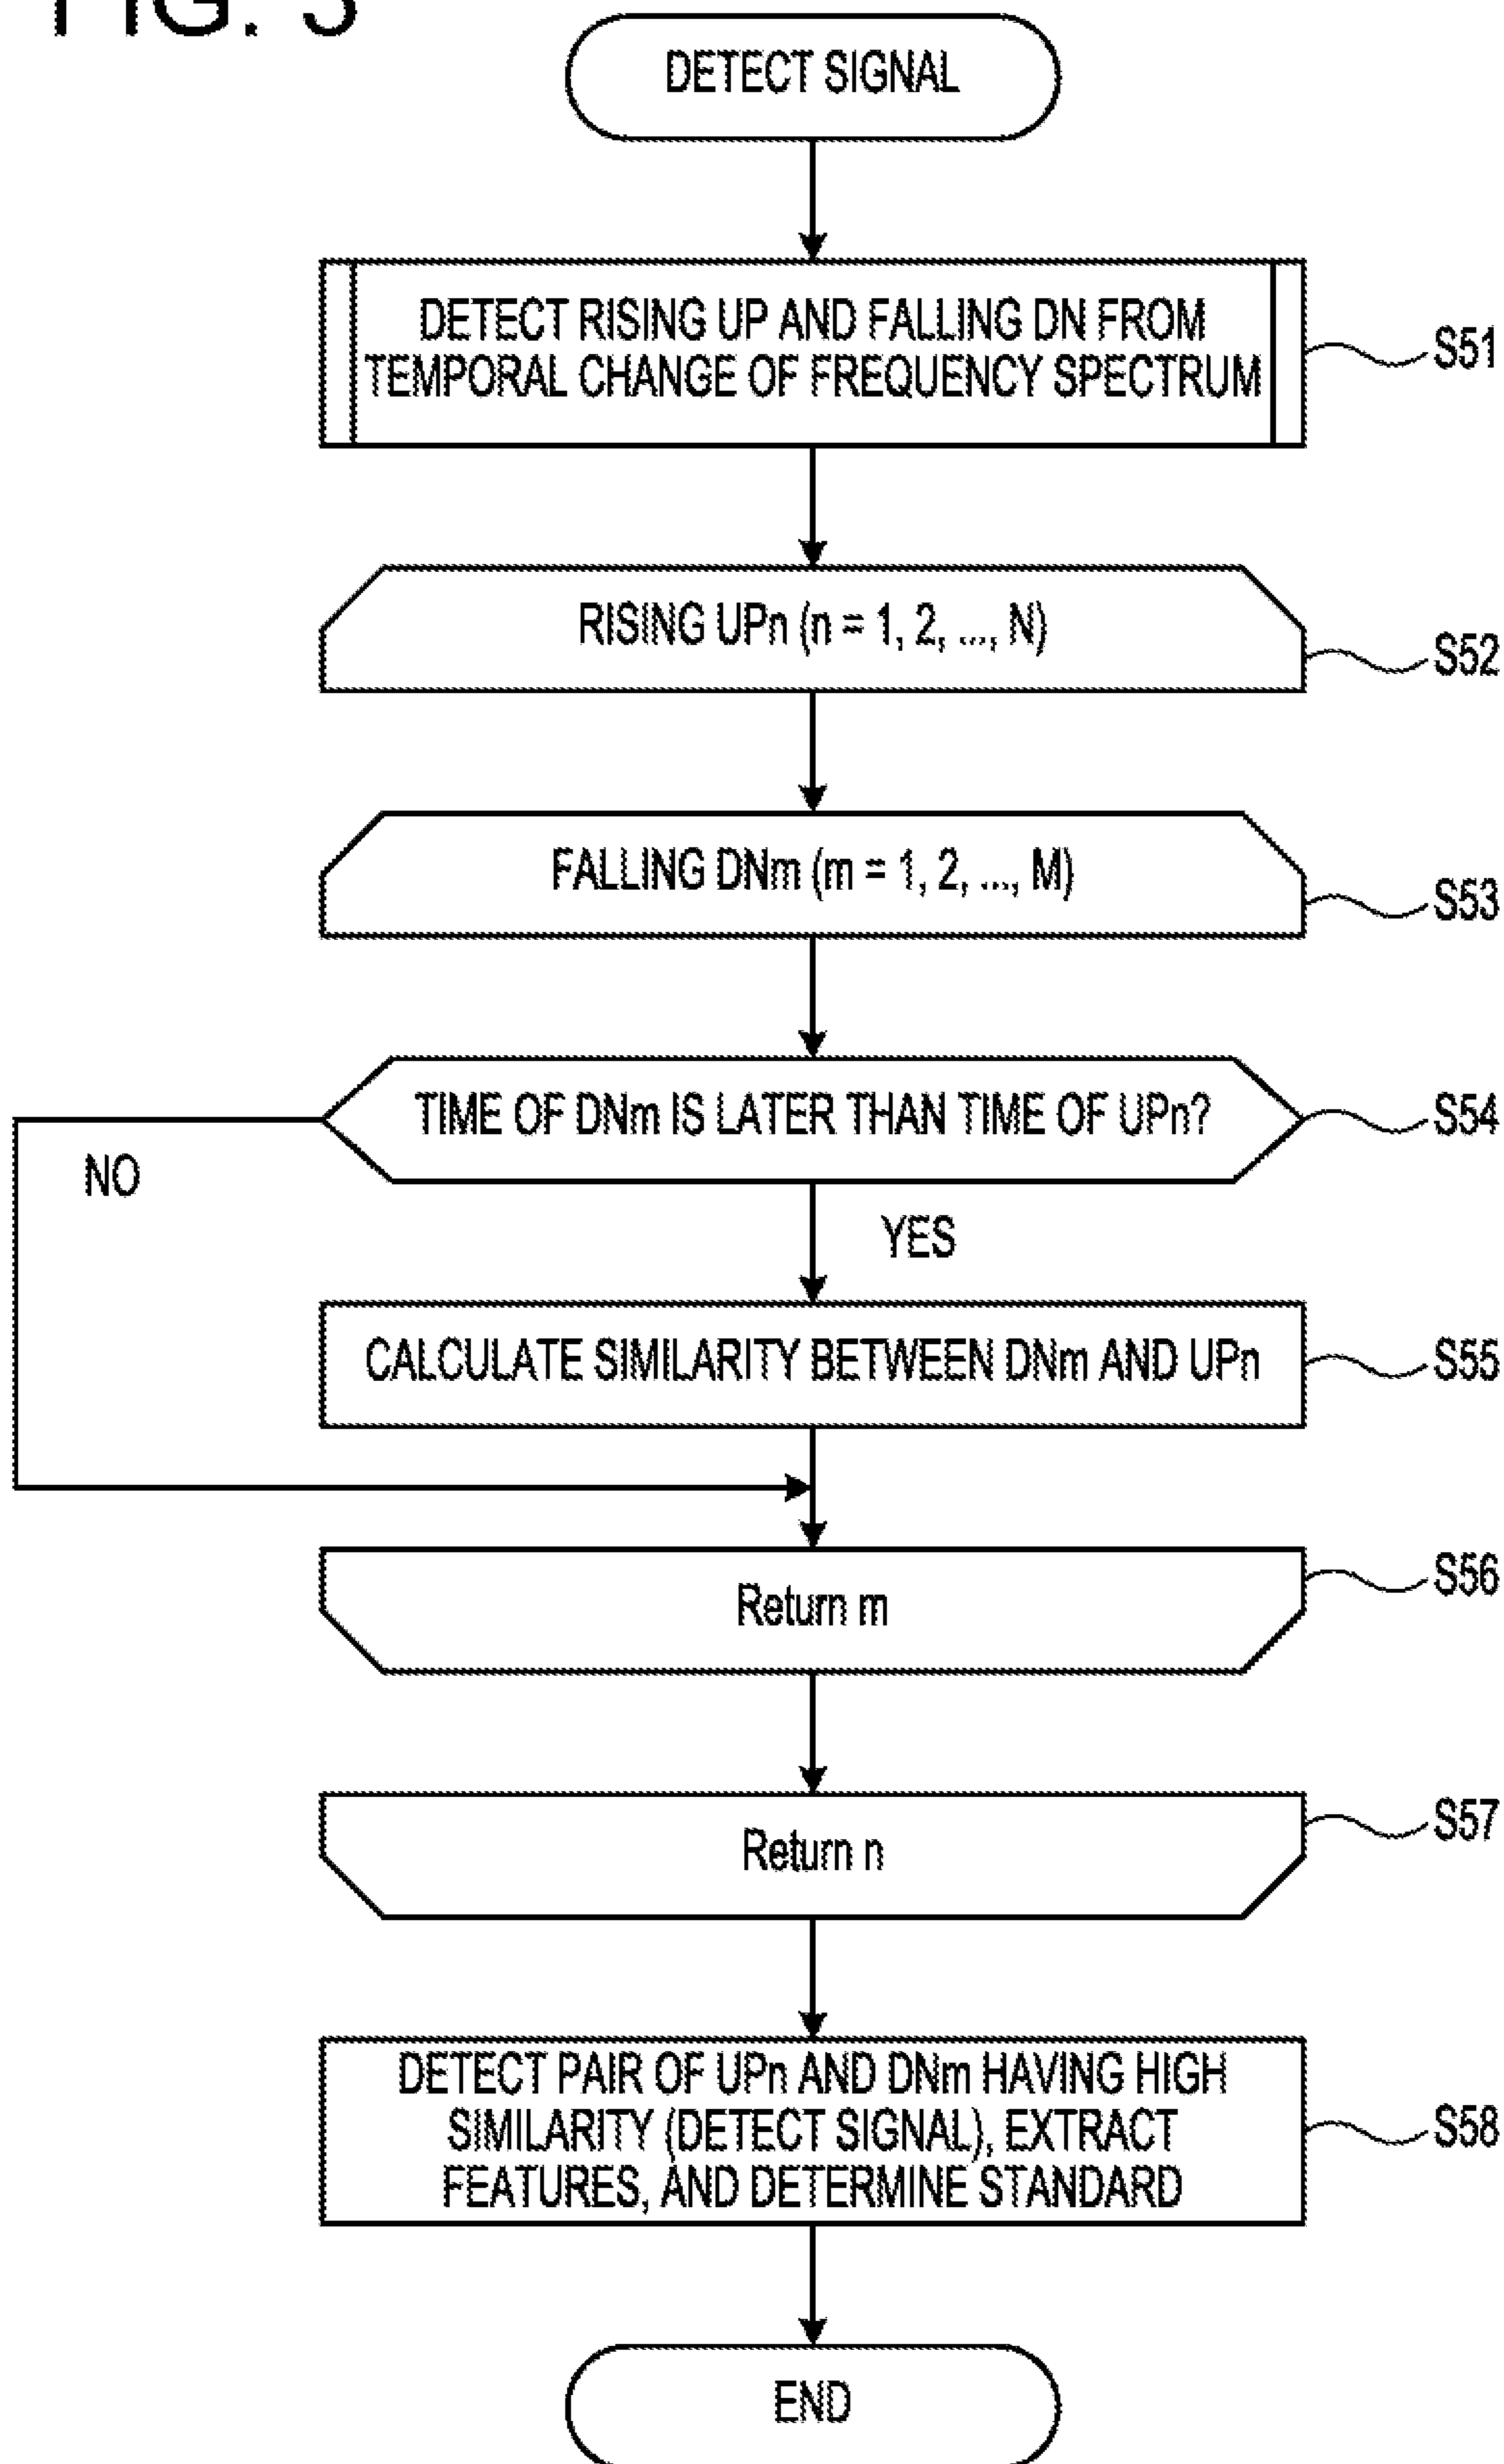 FIG. 5
DETECT SIGNAL
DETECT RISING UP AND FALLING DN FROM
TEMPORAL CHANGE OF FREQUENCY SPECTRUM
S51
RISING UPn (n = 1, 2, ..., N)
S52
FALLING DNm (m = 1, 2, ..., M)
S53
TIME OF DNm IS LATER THAN TIME OF UPn?
S54
NO
YES
CALCULATE SIMILARITY BETWEEN DNm AND UPn
S55
Return m
S56
Return n
S57
DETECT PAIR OF UPn AND DNm HAVING HIGH
SIMILARITY (DETECT SIGNAL), EXTRACT
FEATURES, AND DETERMINE STANDARD
S58
END